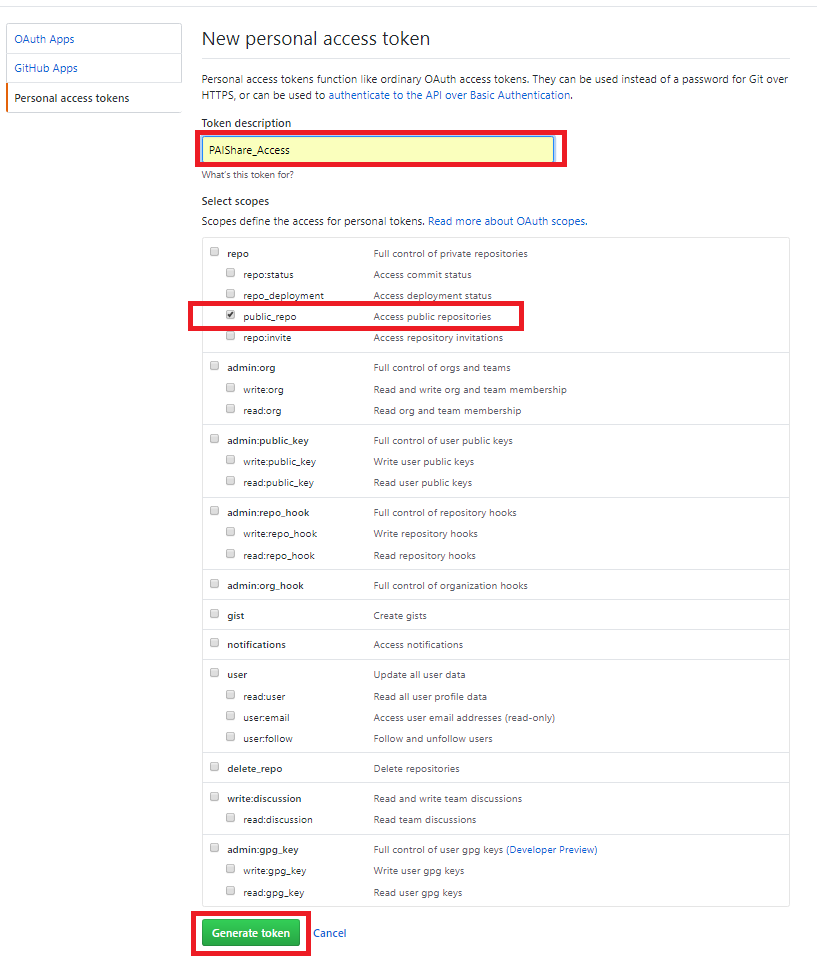 OAuth Apps
GitHub Apps
Personal access tokens
New personal access token
Personal access tokens function like ordinary OAuth access tokens. They can be used instead of a password for Git over
HTTPS, or can be used to authenticate to the API over Basic Authentication.
Token description
PAIShare_Access
What's this token for?
Select scopes
Scopes define the access for personal tokens. Read more about OAuth scopes.
repo Full control of private repositories
repo:status Access commit status
repo_deployment Access deployment status
public_repo Access public repositories
repo:invite Access repository invitations
admin:org Full control of orgs and teams
write:org Read and write org and team membership
read:org Read org and team membership
admin:public_key Full control of user public keys
write:public_key Write user public keys
read:public_key Read user public keys
admin:repo_hook Full control of repository hooks
write:repo_hook Write repository hooks
read:repo_hook Read repository hooks
admin:org_hook Full control of organization hooks
gist Create gists
notifications Access notifications
user Update all user data
read:user Read all user profile data
user:email Access user email addresses (read-only)
user:follow Follow and unfollow users
delete_repo Delete repositories
write:discussion Read and write team discussions
read:discussion Read team discussions
admin:gpg_key Full control of user gpg keys (Developer Preview)
write:gpg_key Write user gpg keys
read:gpg_key Read user gpg keys
Generate token Cancel